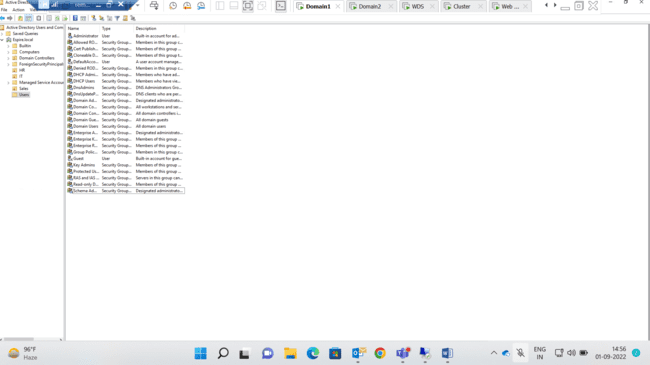 Active Directory
Domain1
Domain2
WDS
Cluster
Web ...
File
Action
Active Directory Users and Com
Saved Queries
Espire.local
Builtin
Computers
Domain Controllers
ForeignSecurityPrincipal
HR
IT
Managed Service Accoun
Sales
Users
Name Type Description
Administrator User Built-in account for ad...
Allowed RO... Security Group... Members in this group c...
Cert Publish... Security Group... Members of this group ...
Cloneable D... Security Group... Members of this group t...
DefaultAcco... User A user account manage...
Denied ROD... Security Group... Members in this group c...
DHCP Admi... Security Group... Members who have ad...
DHCP Users Security Group... Members who have vie...
DnsAdmins Security Group... DNS Administrators Gro...
DnsUpdateP... Security Group... DNS clients who are per...
Domain Ad... Security Group... Designated administrato...
Domain Co... Security Group... All workstations and ser...
Domain Con... Security Group... All domain controllers i...
Domain Gue... Security Group... All domain guests
Domain Users Security Group... All domain users
Enterprise A... Security Group... Designated administrato...
Enterprise K... Security Group... Members of this group ...
Enterprise R... Security Group... Members of this group ...
Group Polic... Security Group... Members in this group c...
Guest User Built-in account for gue...
Key Admins Security Group... Members of this group ...
Protected Us... Security Group... Members of this group ...
RAS and IAS ... Security Group... Servers in this group can...
Read-only D... Security Group... Members of this group ...
Schema Ad... Security Group... Designated administrato...
96°F
Haze
ENG
IN
14:56
01-09-2022